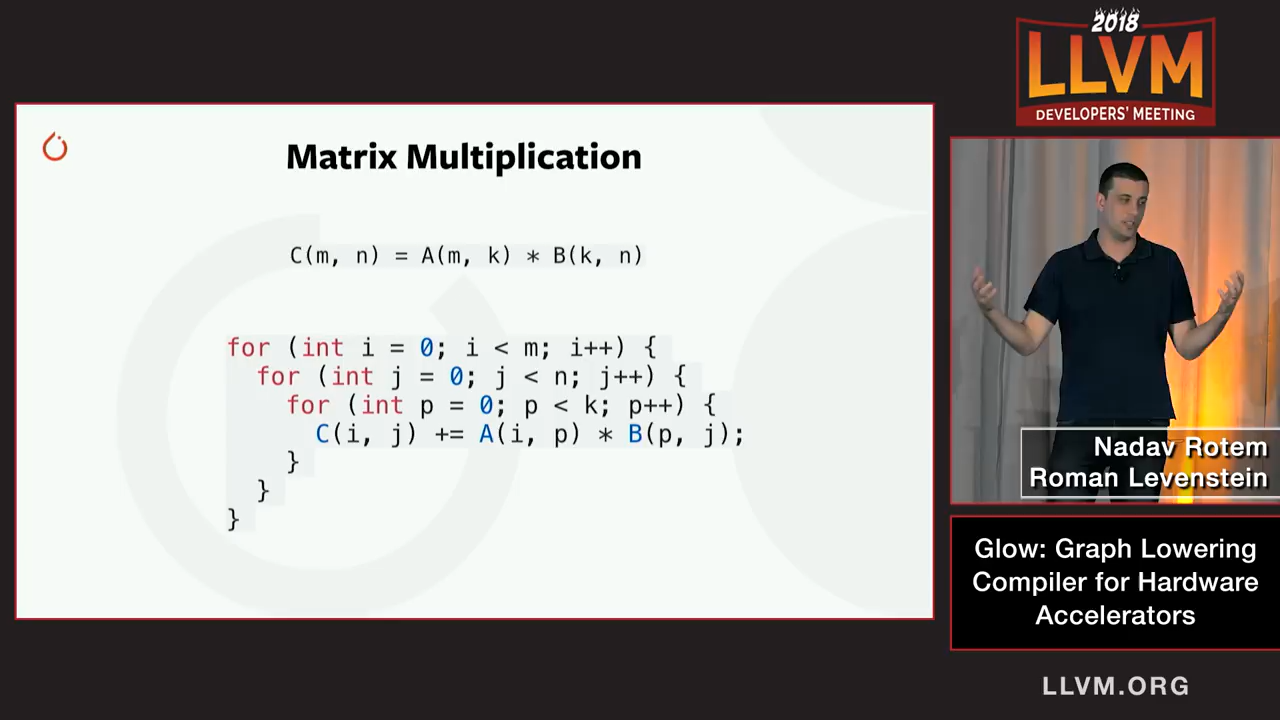 Matrix Multiplication
C(m, n) = A(m, k) * B(k, n)
for (int i = 0; i < m; i++) {
  for (int j = 0; j < n; j++) {
    for (int p = 0; p < k; p++) {
      C(i, j) += A(i, p) * B(p, j);
    }
  }
}
2018
LLVM
DEVELOPERS' MEETING
Nadav Rotem
Roman Levenstein
Glow: Graph Lowering
Compiler for Hardware
Accelerators
LLVM.ORG